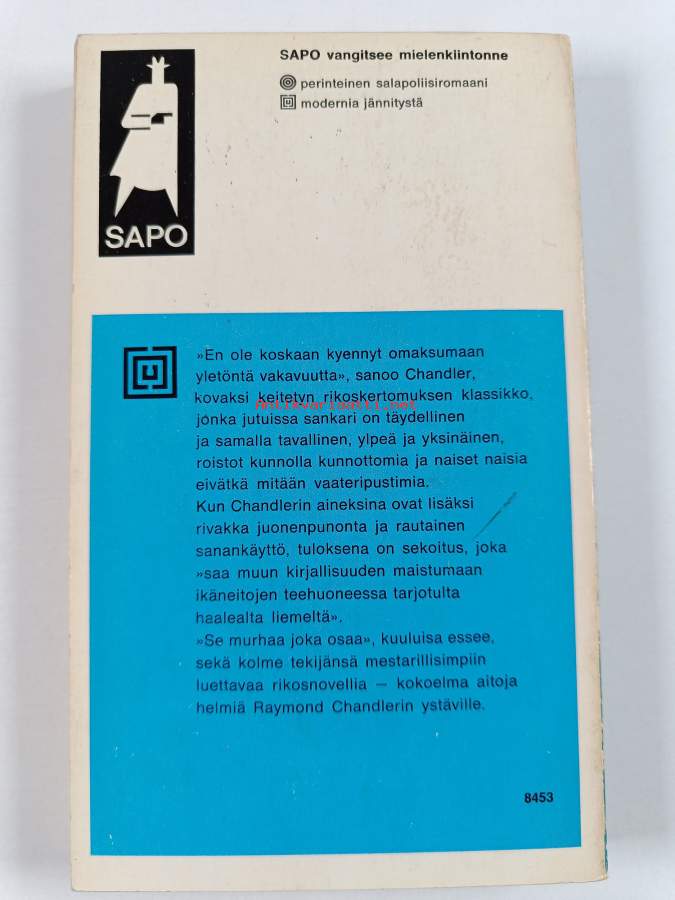 SAPO
SAPO vangitsee mielenkiintonne
perinteinen salapoliisiromaani
modernia jännitystä
»En ole koskaan kyennyt omaksumaan
yletöntä vakavuutta», sanoo Chandler,
kovaksi keitetyn rikoskertomuksen klassikko,
Antikvariaatti.net
jonka jutuissa sankari on täydellinen
ja samalla tavallinen, ylpeä ja yksinäinen,
roistot kunnolla kunnottomia ja naiset naisia
eivätkä mitään vaateripustimia.
Kun Chandlerin aineksina ovat lisäksi
rivakka juonenpunonta ja rautainen
sanankäyttö, tuloksena on sekoitus, joka
»saa muun kirjallisuuden maistumaan
ikäneitojen teehuoneessa tarjotulta
haalealta liemeltä».
»Se murhaa joka osaa», kuuluisa essee,
sekä kolme tekijänsä mestarillisimpiin
luettavaa rikosnovellia — kokoelma aitoja
helmiä Raymond Chandlerin ystäville.
8453